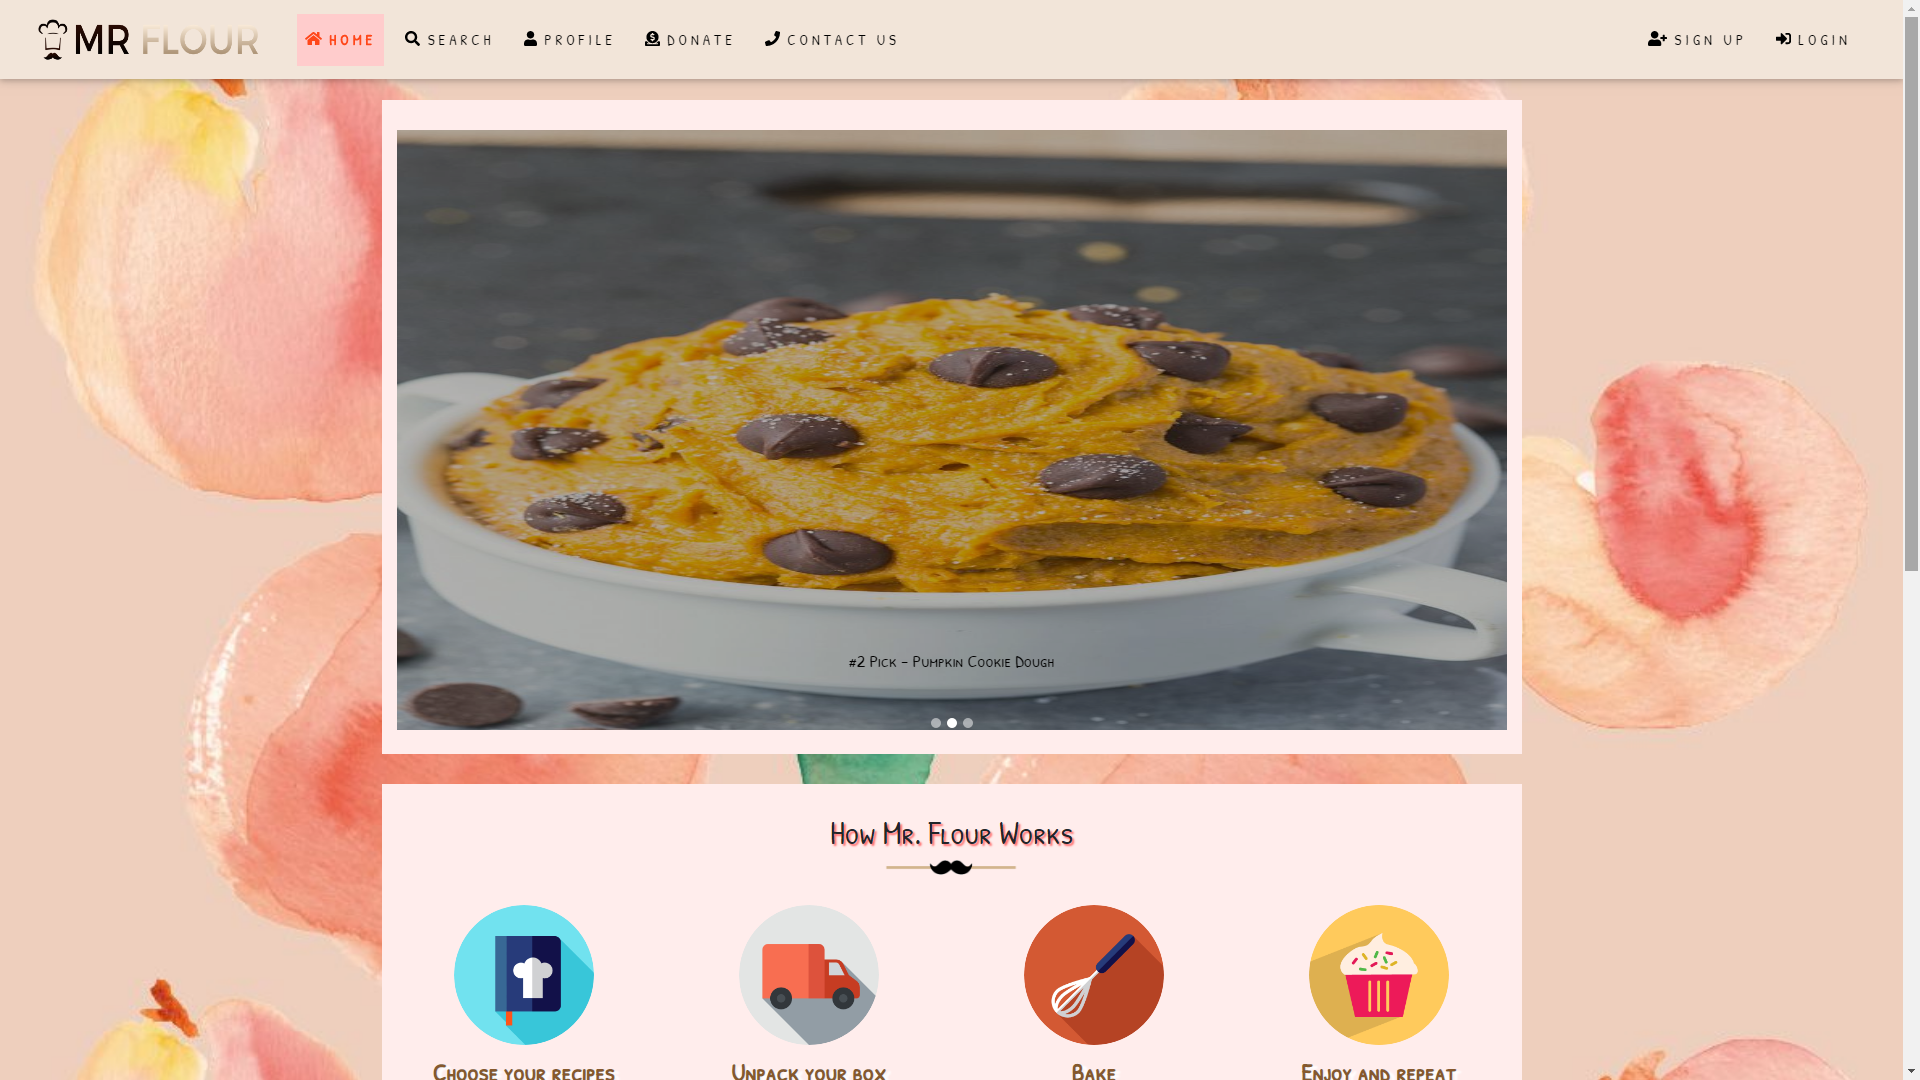 MR FLOUR
HOME SEARCH PROFILE DONATE CONTACT US SIGN UP LOGIN
#2 Pick - Pumpkin Cookie Dough
How Mr. Flour Works
Choose your recipes Unpack your box Bake Enjoy and repeat